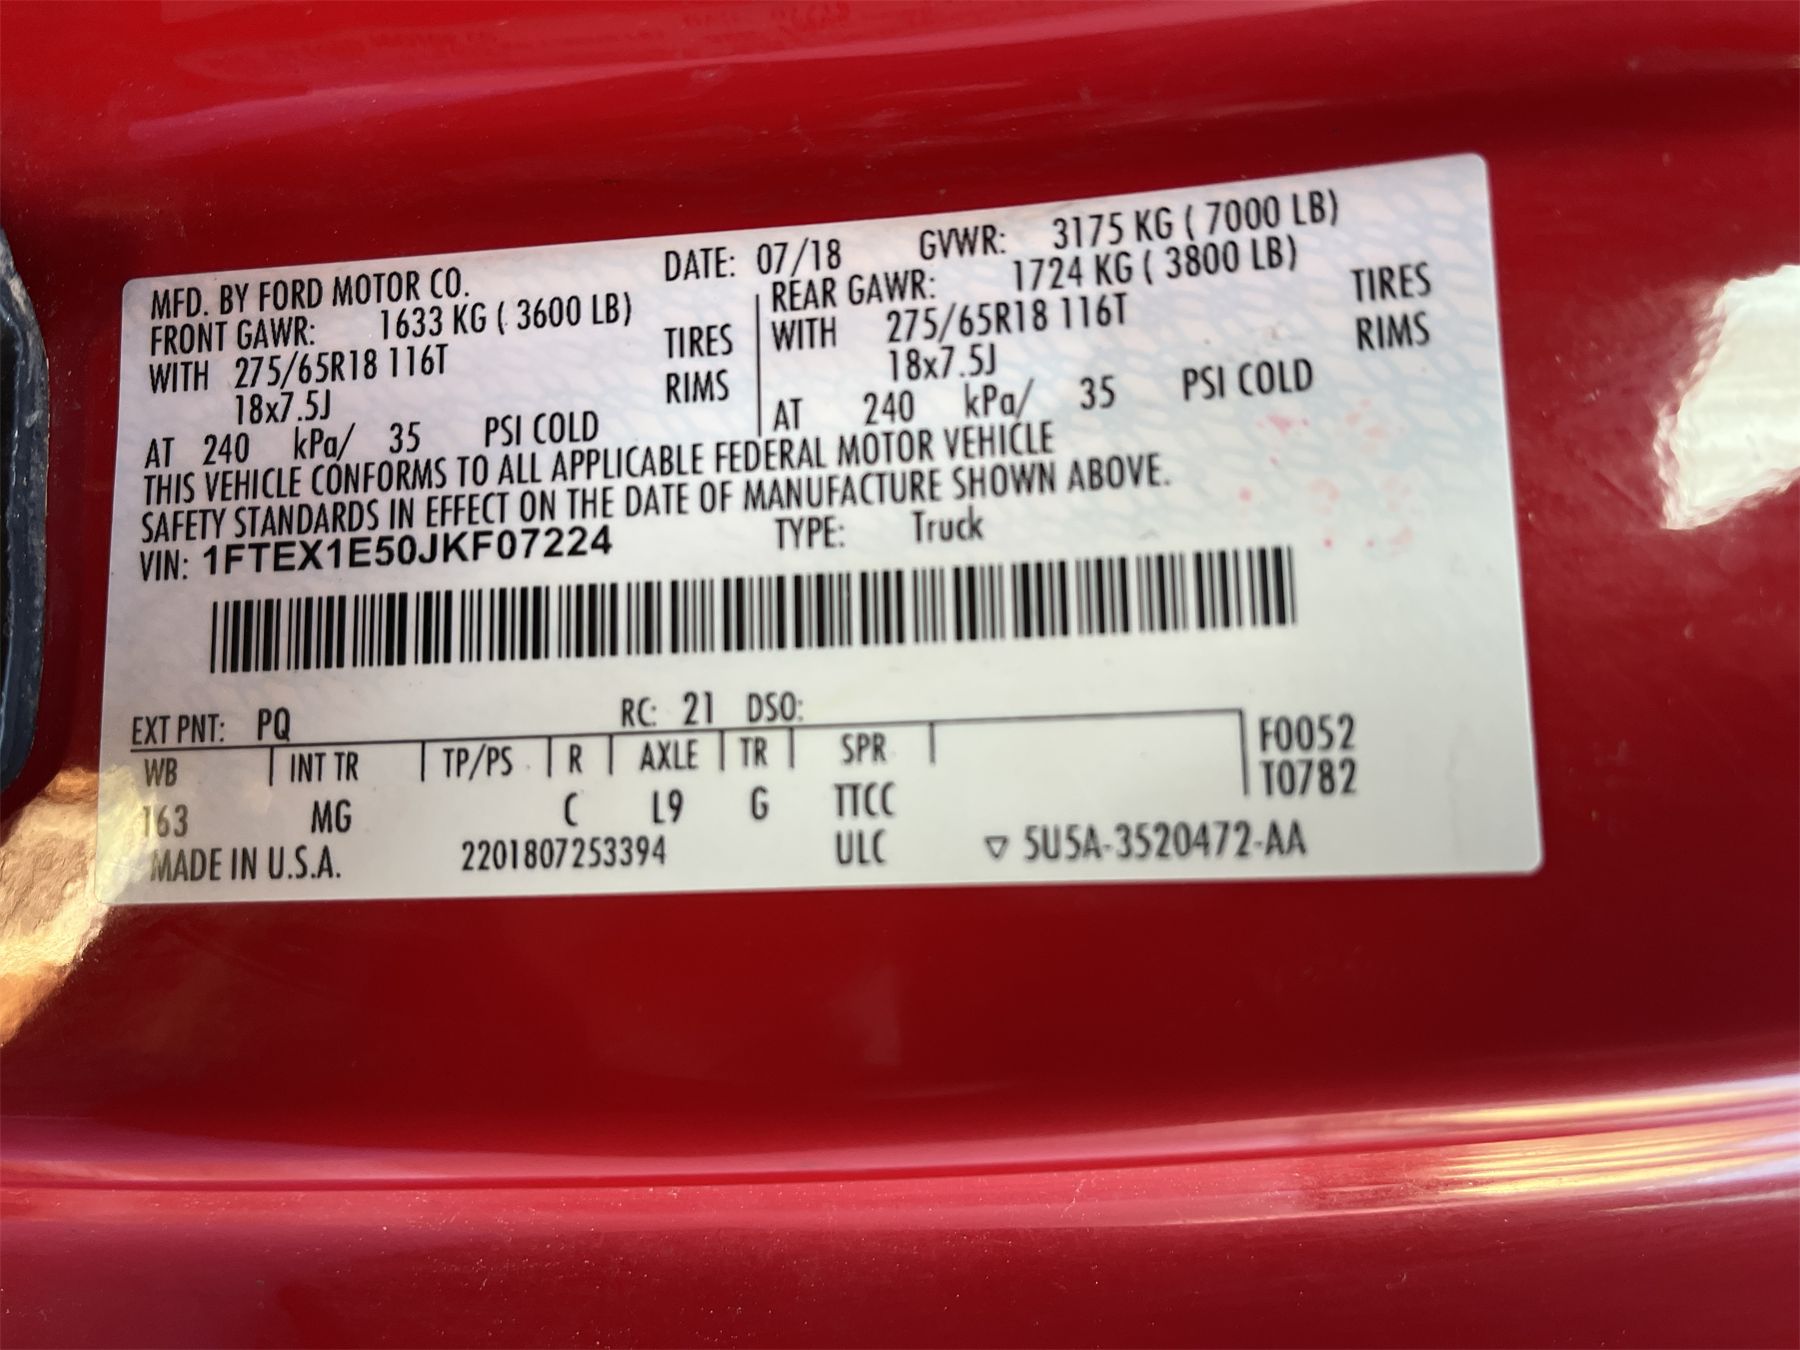 MFD. BY FORD MOTOR CO. DATE: 07/18 GVWR: 3175 KG ( 7000 LB)
FRONT GAWR: 1633 KG ( 3600 LB) REAR GAWR: 1724 KG ( 3800 LB)
WITH 275/65R18 116T TIRES WITH 275/65R18 116T TIRES
18x7.5J RIMS 18x7.5J RIMS
AT 240 kPa/ 35 PSI COLD AT 240 kPa/ 35 PSI COLD
THIS VEHICLE CONFORMS TO ALL APPLICABLE FEDERAL MOTOR VEHICLE
SAFETY STANDARDS IN EFFECT ON THE DATE OF MANUFACTURE SHOWN ABOVE.
VIN: 1FTEX1E50JKF07224 TYPE: Truck
EXT PNT: PQ RC: 21 DSO: F0052
WB INT TR TP/PS R AXLE TR SPR T0782
163 MG C L9 G TTCC
MADE IN U.S.A. 2201807253394 ULC ▽ 5U5A-3520472-AA